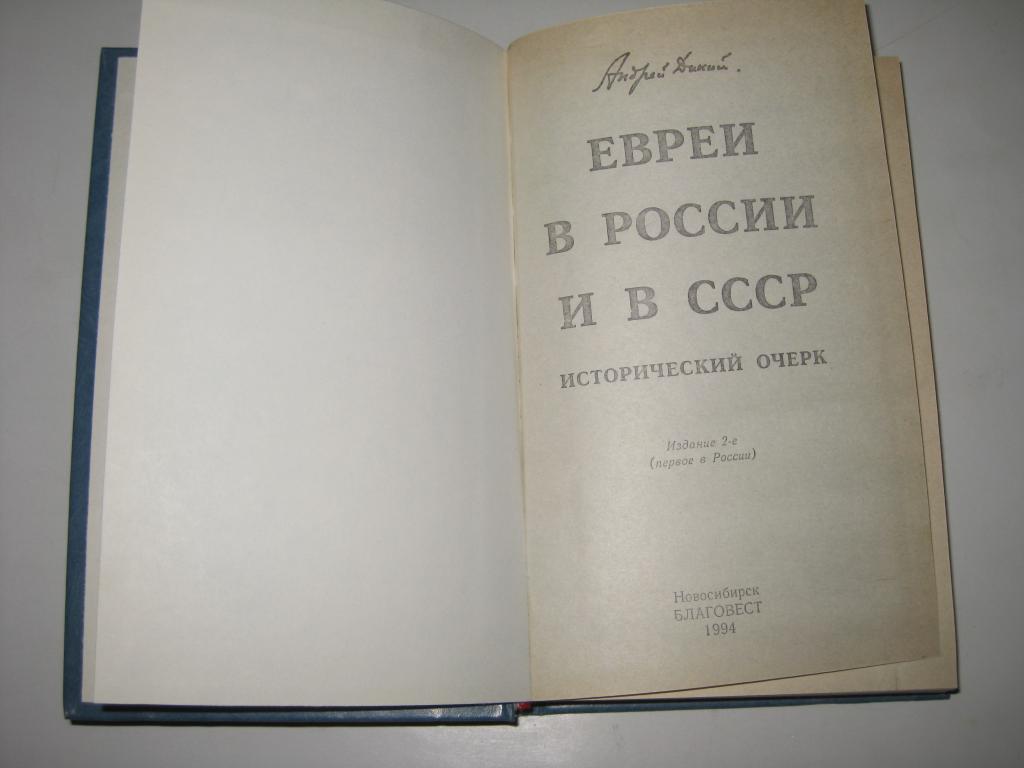 Андрей Дикий.
ЕВРЕИ
В РОССИИ
И В СССР
ИСТОРИЧЕСКИЙ ОЧЕРК
Издание 2-е
(первое в России)
Новосибирск
БЛАГОВЕСТ
1994